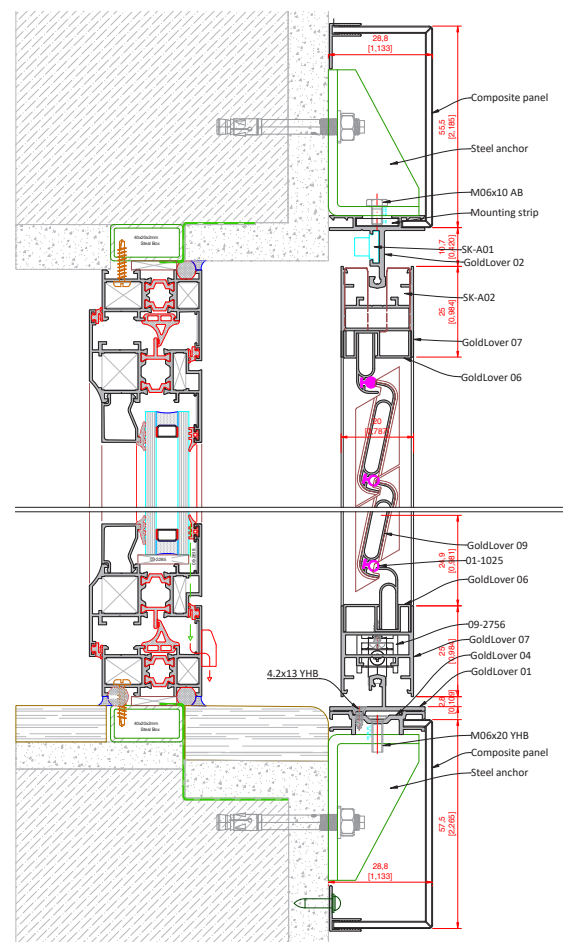 28,8
[1,133]
Composite panel
55,5
[2,185]
Steel anchor
M06x10 AB
Mounting strip
40x20x2mm
Steel Box
SK-A01
10,7
[0,420]
GoldLover 02
SK-A02
25
[0,984]
GoldLover 07
GoldLover 06
20
[0,787]
GoldLover 09
24,9
[0,981]
01-1025
GoldLover 06
09-2756
GoldLover 07
25
[0,984]
GoldLover 04
4.2x13 YHB
GoldLover 01
2,8
[0,109]
40x20x2mm
Steel Box
M06x20 YHB
Composite panel
Steel anchor
57,5
[2,265]
28,8
[1,133]